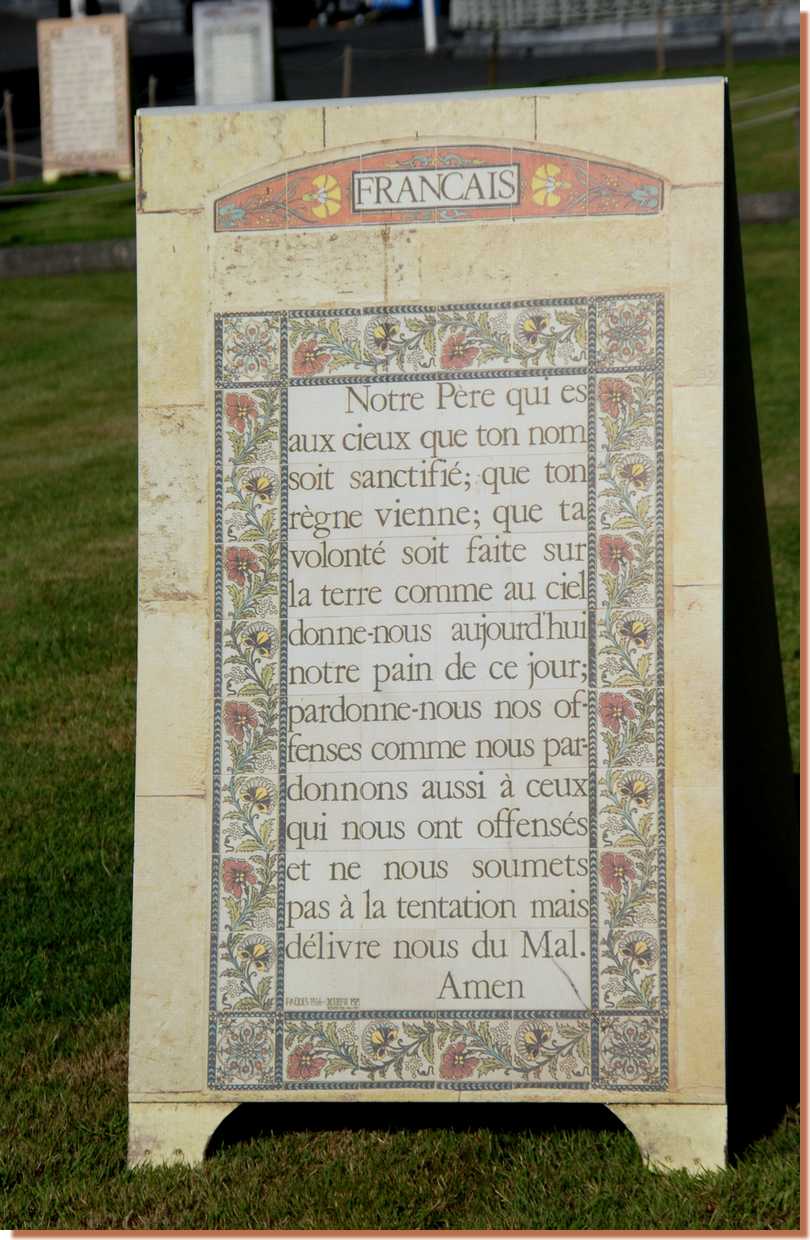 FRANCAIS
Notre Père qui es
aux cieux que ton nom
soit sanctifié; que ton
règne vienne; que ta
volonté soit faite sur
la terre comme au ciel
donne-nous aujourd'hui
notre pain de ce jour;
pardonne-nous nos of-
fenses comme nous par-
donnons aussi à ceux
qui nous ont offensés
et ne nous soumets
pas à la tentation mais
délivre nous du Mal.
Amen